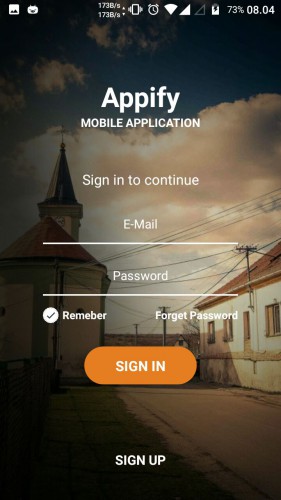 173B/s
173B/s
73% 08.04
Appify
MOBILE APPLICATION
Sign in to continue
E-Mail
Password
Remeber Forget Password
SIGN IN
SIGN UP